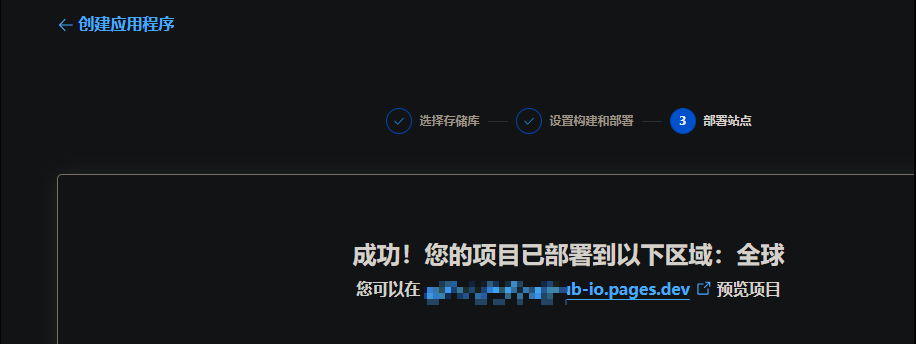 ← 创建应用程序
选择存储库
设置构建和部署
3 部署站点
成功！您的项目已部署到以下区域：全球
您可以在 b-io.pages.dev 预览项目